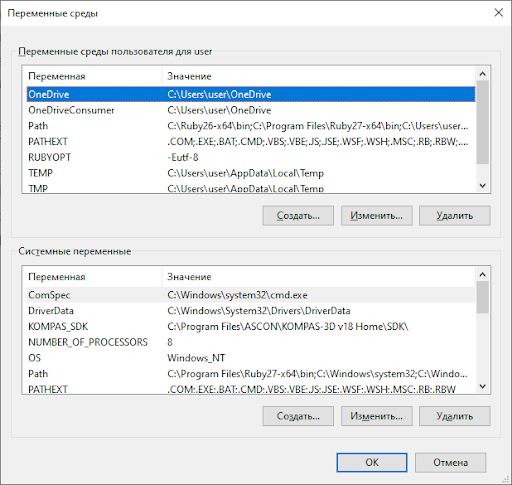 Переменные среды
Переменные среды пользователя для user
Переменная Значение
OneDrive C:\Users\user\OneDrive
OneDriveConsumer C:\Users\user\OneDrive
Path C:\Ruby26-x64\bin;C:\Program Files\Ruby27-x64\bin;C:\Users\user...
PATHEXT .COM;.EXE;.BAT;.CMD;.VBS;.VBE;.JS;.JSE;.WSF;.WSH;.MSC;.RB;.RBW;...
RUBYOPT -Eutf-8
TEMP C:\Users\user\AppData\Local\Temp
TMP C:\Users\user\AppData\Local\Temp
Создать... Изменить... Удалить
Системные переменные
Переменная Значение
ComSpec C:\Windows\system32\cmd.exe
DriverData C:\Windows\System32\Drivers\DriverData
KOMPAS_SDK C:\Program Files\ASCON\KOMPAS-3D v18 Home\SDK\
NUMBER_OF_PROCESSORS 8
OS Windows_NT
Path C:\Program Files\Ruby27-x64\bin;C:\Windows\system32;C:\Windo...
PATHEXT .COM;.EXE;.BAT;.CMD;.VBS;.VBE;.JS;.JSE;.WSF;.WSH;.MSC;.RB;.RBW
Создать... Изменить... Удалить
OK Отмена